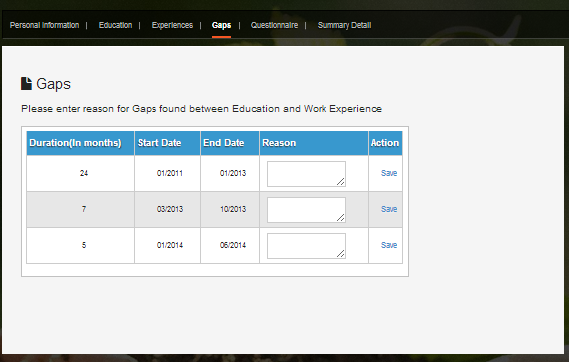 Personal Information | Education | Experiences | Gaps Questionnaire | Summary Detail
Gaps
Please enter reason for Gaps found between Education and Work Experience
Duration(In months) Start Date End Date Reason Action
24 01/2011 01/2013 Save
7 03/2013 10/2013 Save
5 01/2014 06/2014 Save